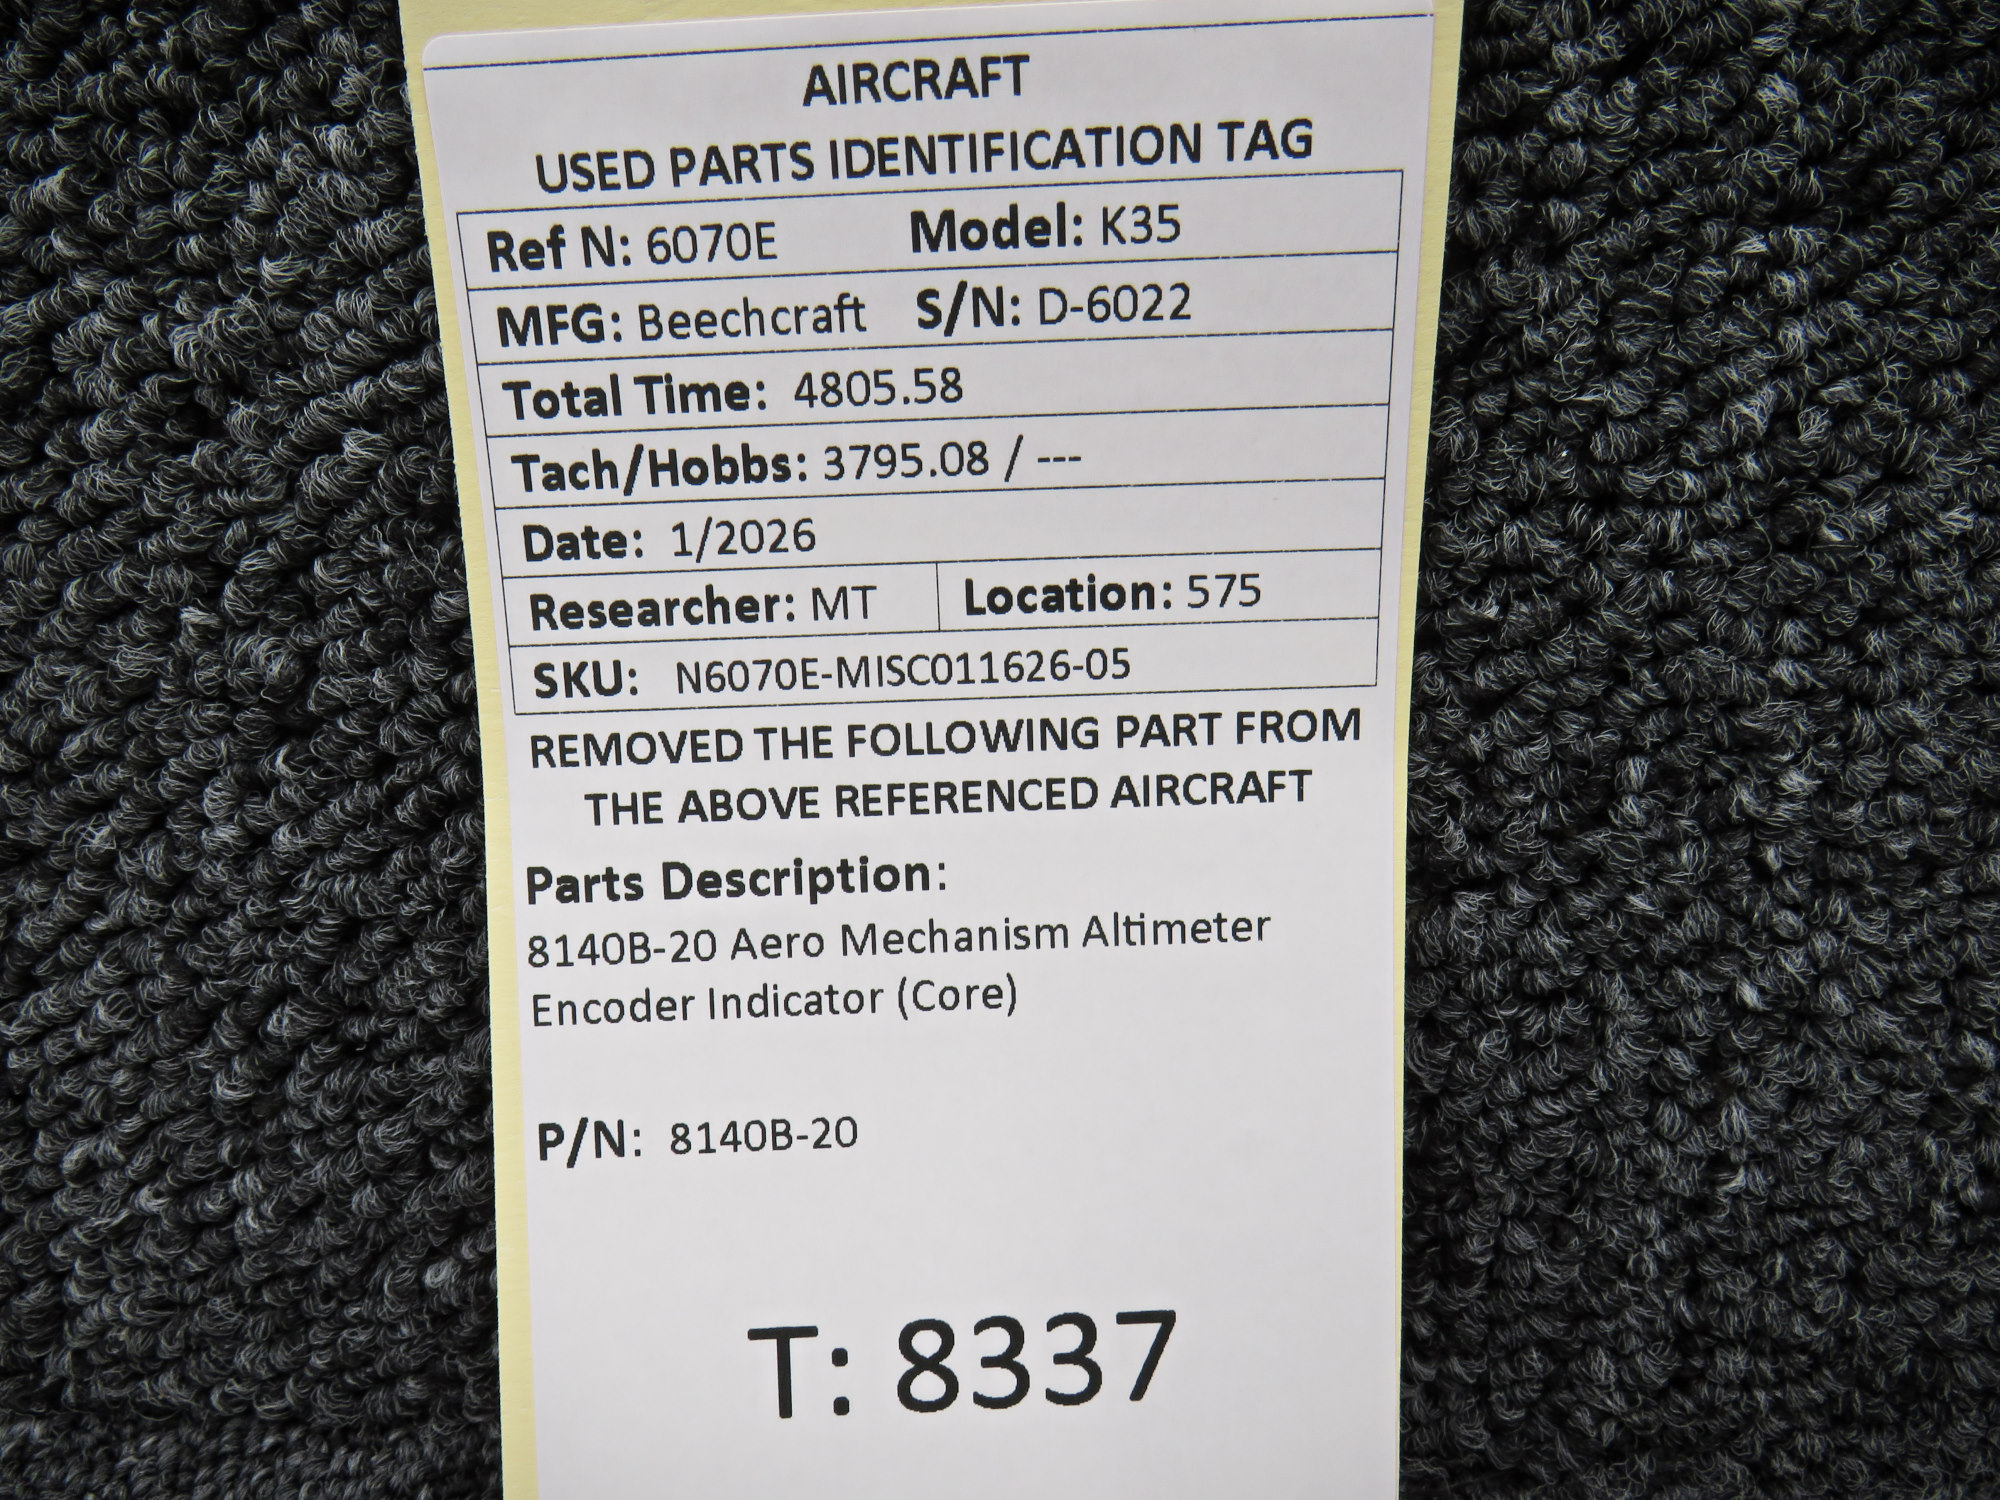 AIRCRAFT
USED PARTS IDENTIFICATION TAG
Ref N: 6070E Model: K35
MFG: Beechcraft S/N: D-6022
Total Time: 4805.58
Tach/Hobbs: 3795.08 / ---
Date: 1/2026
Researcher: MT Location: 575
SKU: N6070E-MISC011626-05
REMOVED THE FOLLOWING PART FROM
THE ABOVE REFERENCED AIRCRAFT
Parts Description:
8140B-20 Aero Mechanism Altimeter
Encoder Indicator (Core)
P/N: 8140B-20
T: 8337